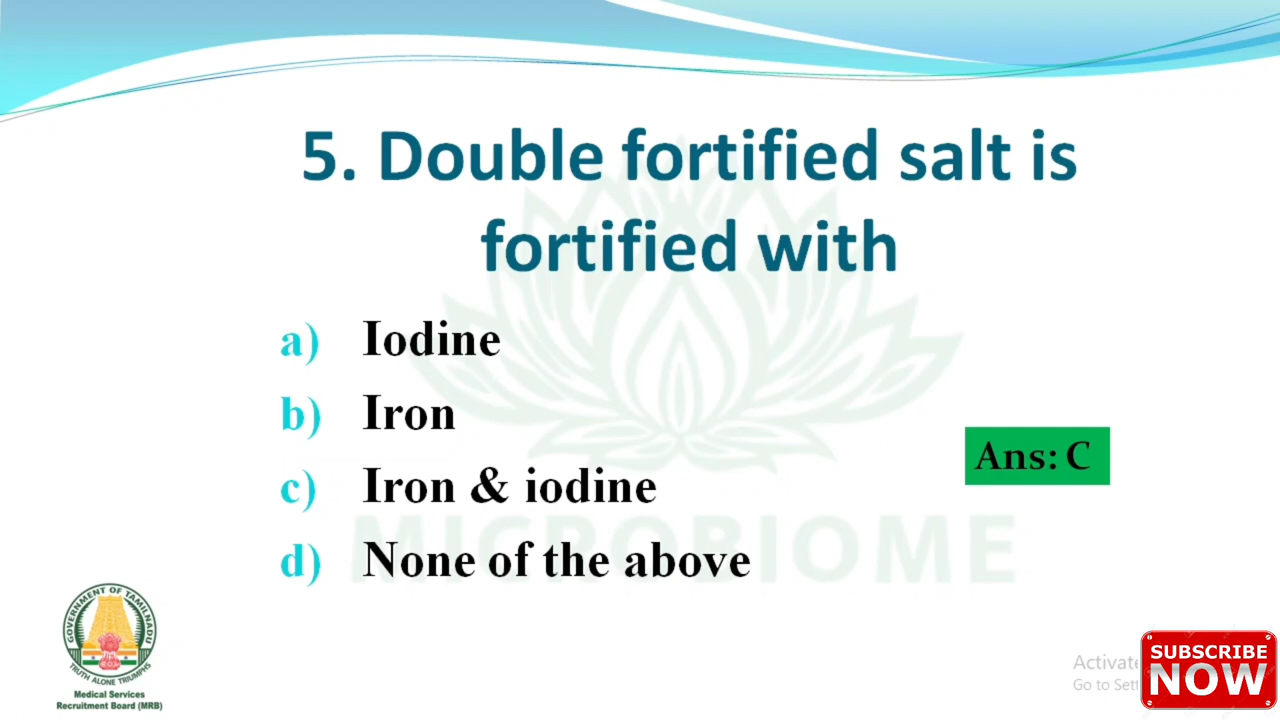 5. Double fortified salt is
fortified with
a) Iodine
b) Iron
Ans: C
c) Iron & iodine
MICROBIOME
d) None of the above
GOVERNMENT OF TAMILNADU
TRUTH ALONE TRIUMPHS
Medical Services
Recruitment Board (MRB)
Activate
Go to Sett
SUBSCRIBE
NOW